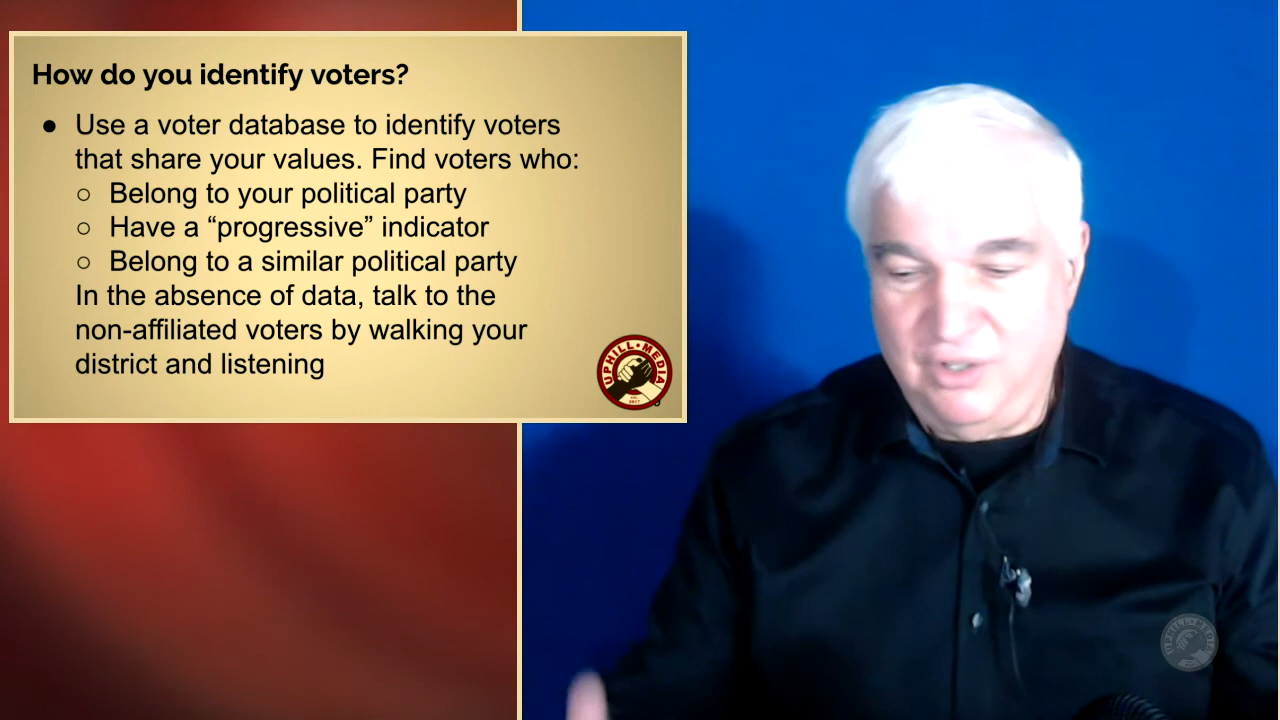 How do you identify voters?
● Use a voter database to identify voters
that share your values. Find voters who:
○ Belong to your political party
○ Have a “progressive” indicator
○ Belong to a similar political party
In the absence of data, talk to the
non-affiliated voters by walking your
district and listening
UPHILL•MEDIA